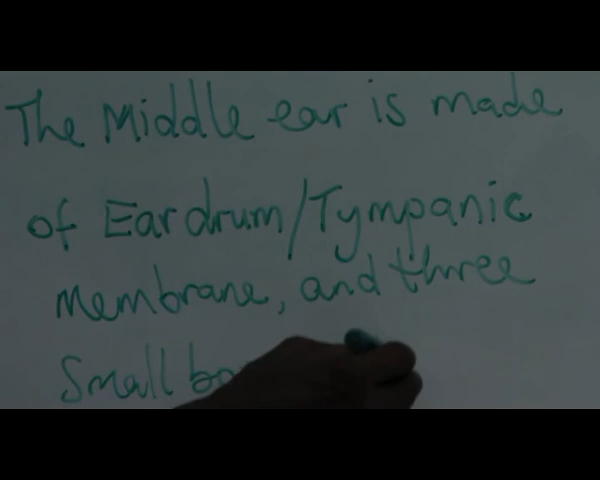 The Middle ear is made
of Eardrum/Tympanic
membrane, and three
Small